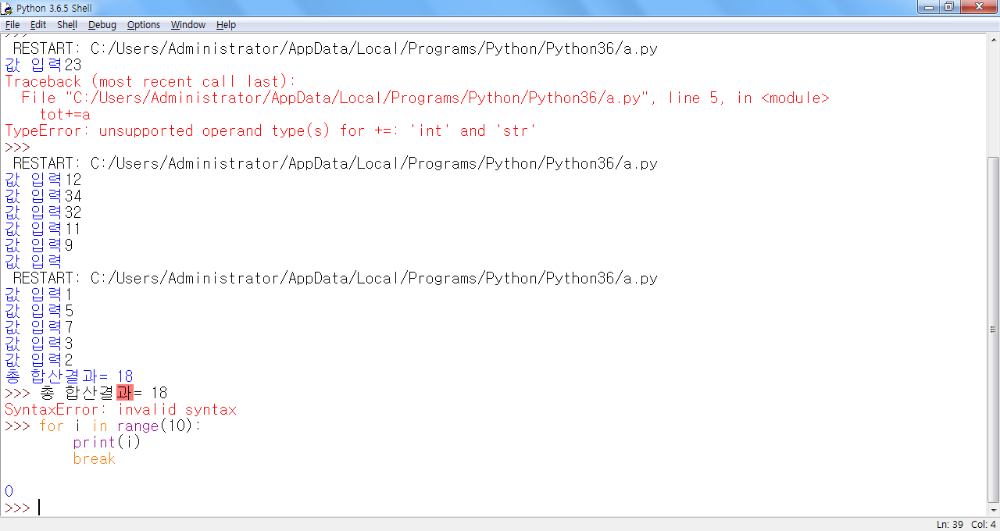 Python 3.6.5 Shell
File Edit Shell Debug Options Window Help
>>>
RESTART: C:/Users/Administrator/AppData/Local/Programs/Python/Python36/a.py
값 입력23
Traceback (most recent call last):
  File "C:/Users/Administrator/AppData/Local/Programs/Python/Python36/a.py", line 5, in <module>
    tot+=a
TypeError: unsupported operand type(s) for +=: 'int' and 'str'
>>>
RESTART: C:/Users/Administrator/AppData/Local/Programs/Python/Python36/a.py
값 입력12
값 입력34
값 입력32
값 입력11
값 입력9
값 입력
RESTART: C:/Users/Administrator/AppData/Local/Programs/Python/Python36/a.py
값 입력1
값 입력5
값 입력7
값 입력3
값 입력2
총 합산결과= 18
>>> 총 합산결과= 18
SyntaxError: invalid syntax
>>> for i in range(10):
        print(i)
        break
0
>>>
Ln: 39 Col: 4